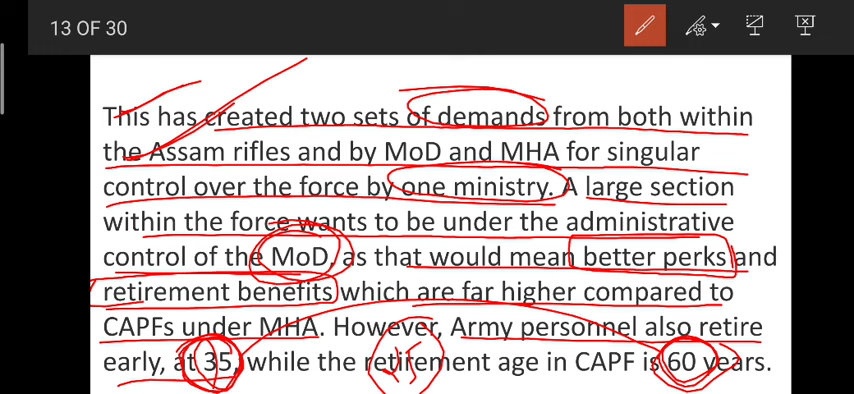 13 OF 30
This has created two sets of demands from both within
the Assam rifles and by MoD and MHA for singular
control over the force by one ministry. A large section
within the force wants to be under the administrative
control of the MoD, as that would mean better perks and
retirement benefits which are far higher compared to
CAPFs under MHA. However, Army personnel also retire
early, at 35, while the retirement age in CAPF is 60 years.